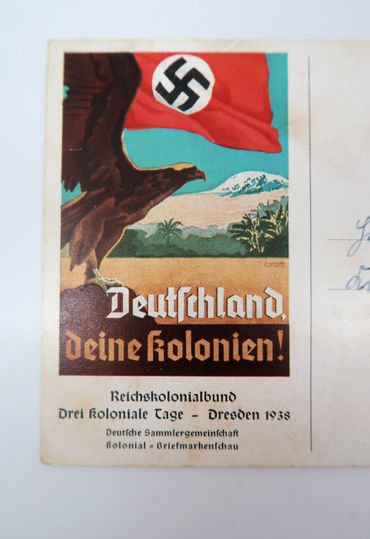 Deutſchland,
deine Kolonien!
Reichskolonialbund
Drei Koloniale Tage - Dresden 1938
Deutſche Sammlergemeinſchaft
Kolonial = Briefmarkenſchau